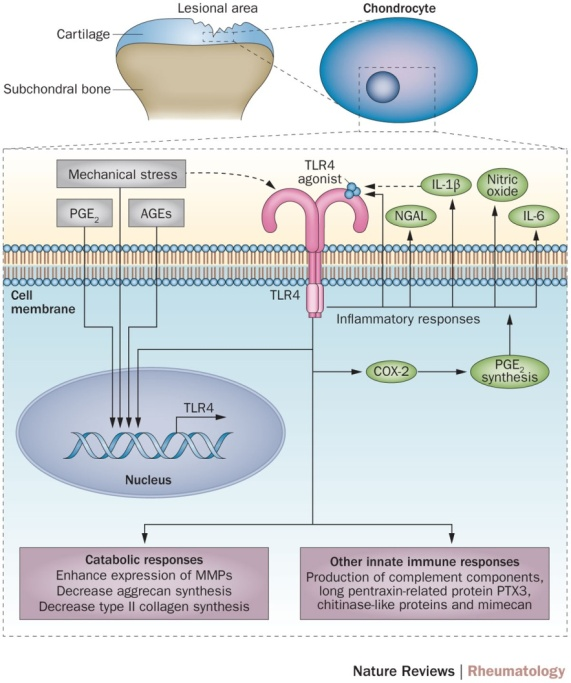 Lesional area
Chondrocyte
Cartilage
Subchondral bone
TLR4
agonist
Mechanical stress
IL-1β
Nitric
oxide
PGE₂
AGEs
NGAL
IL-6
Cell
membrane
TLR4
Inflammatory responses
COX-2
PGE₂
synthesis
TLR4
Nucleus
Catabolic responses
Enhance expression of MMPs
Decrease aggrecan synthesis
Decrease type II collagen synthesis
Other innate immune responses
Production of complement components,
long pentraxin-related protein PTX3,
chitinase-like proteins and mimecan
Nature Reviews | Rheumatology